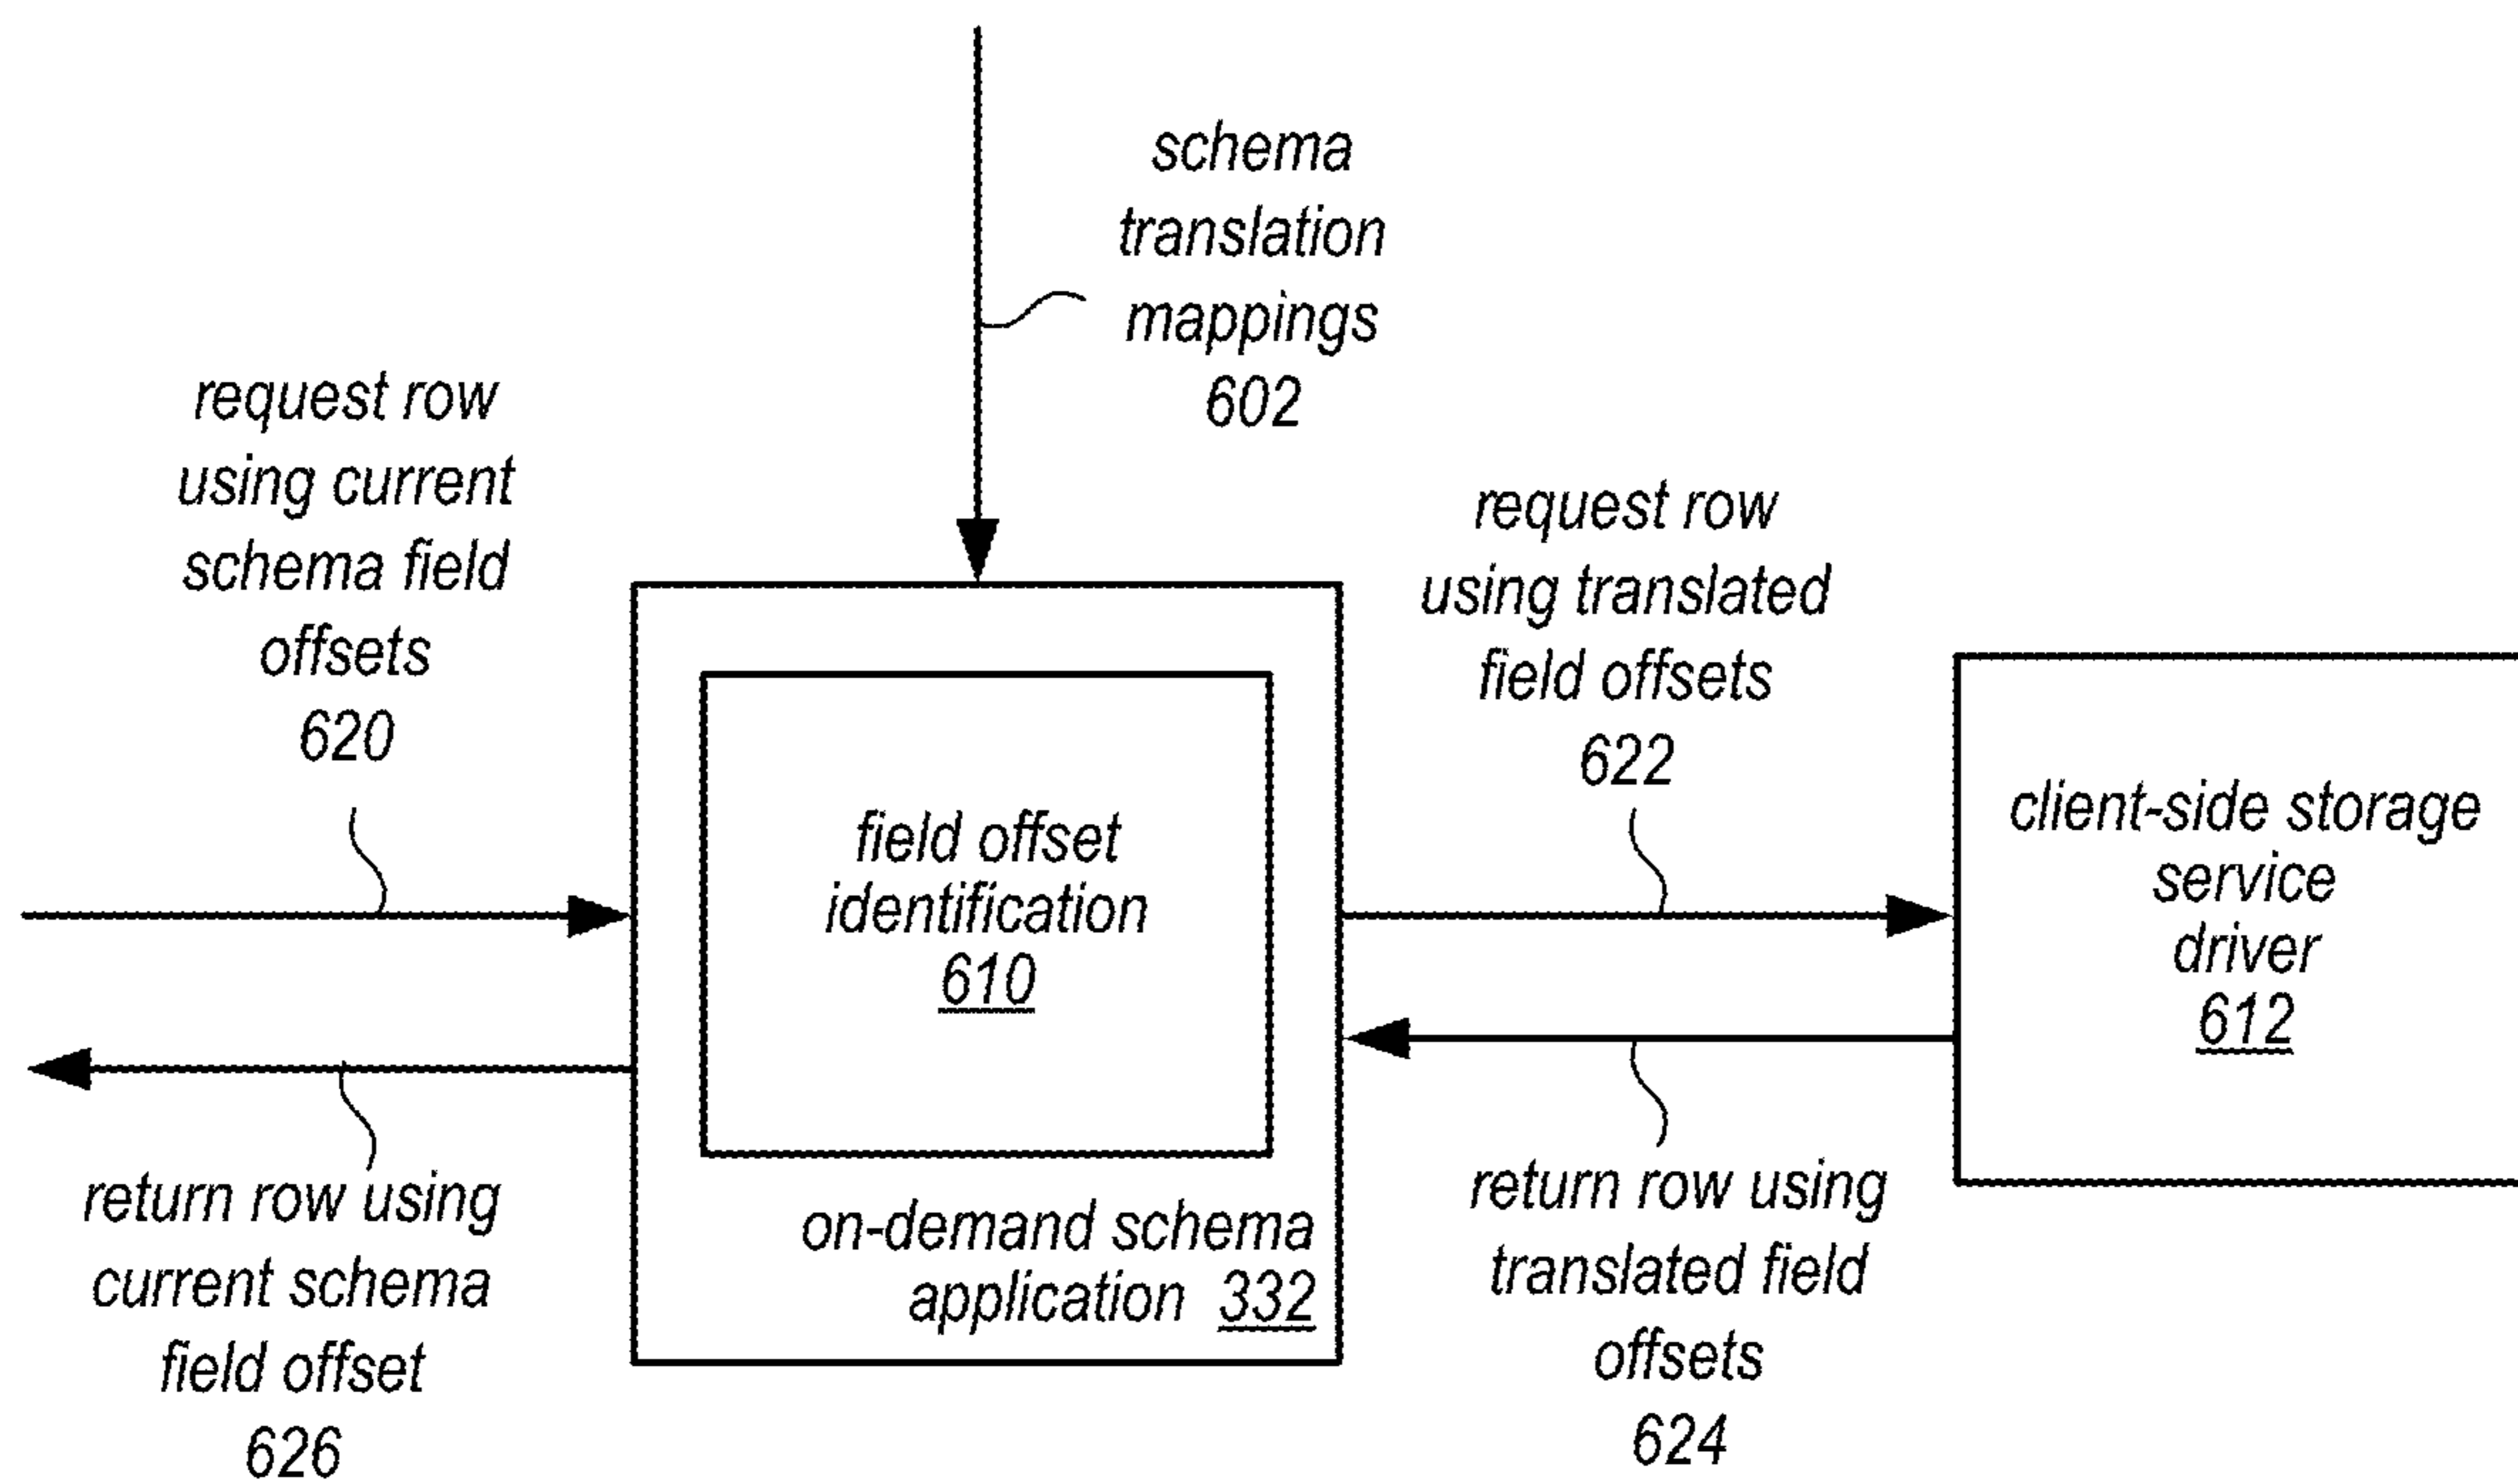 schema
translation
mappings
602
request row
using current
schema field
offsets
620
request row
using translated
field offsets
622
field offset
identification
610
client-side storage
service
driver
612
return row using
current schema
field offset
626
on-demand schema
application 332
return row using
translated field
offsets
624